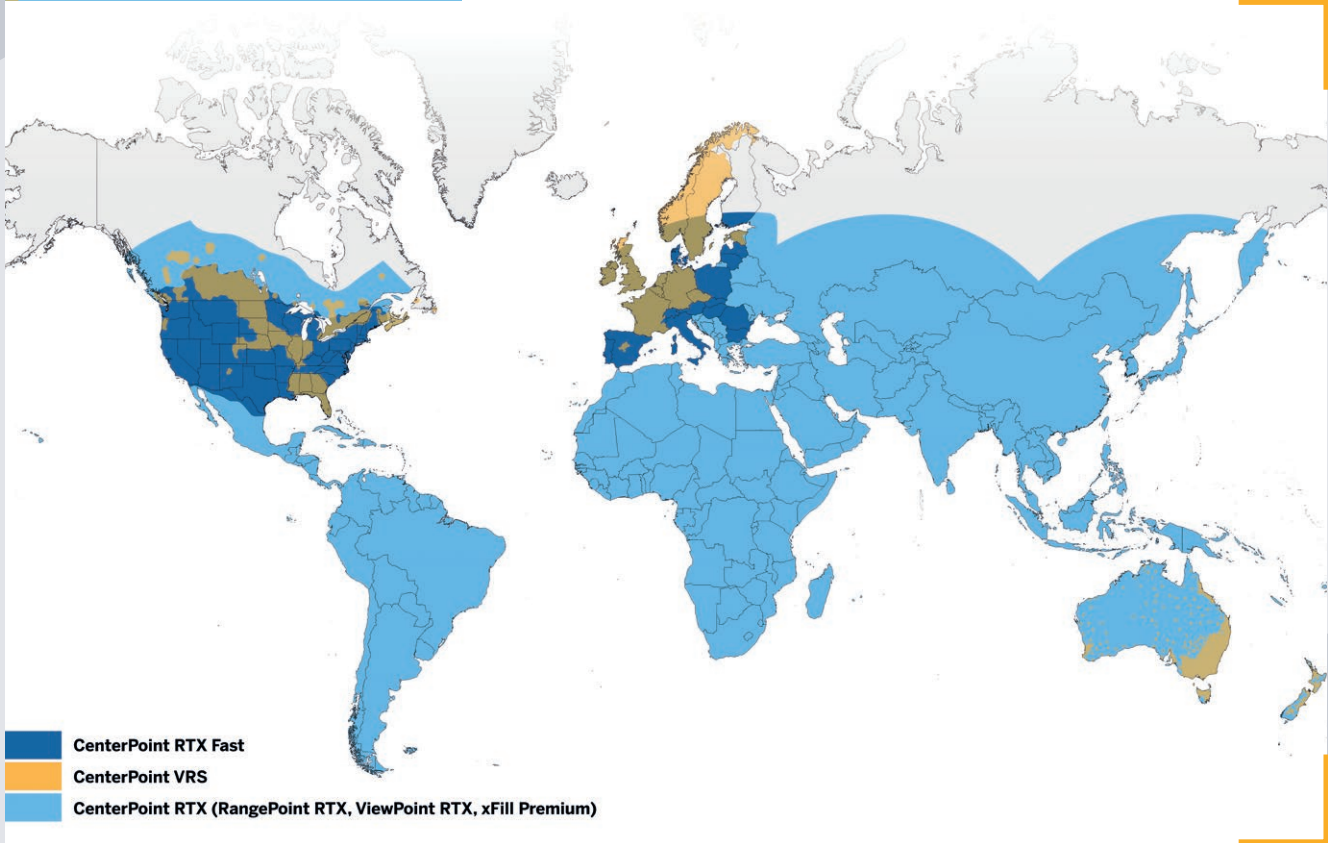 CenterPoint RTX Fast
CenterPoint VRS
CenterPoint RTX (RangePoint RTX, ViewPoint RTX, xFill Premium)